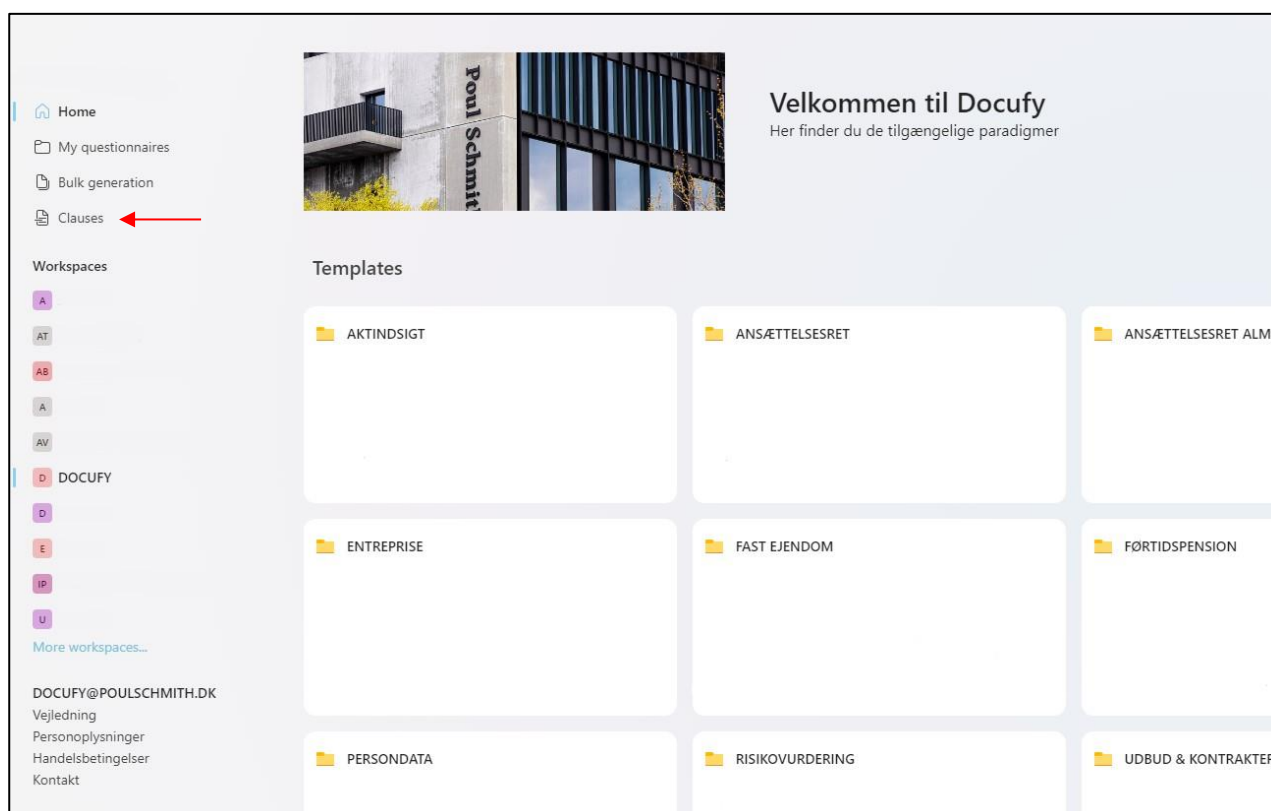 Home
My questionnaires
Bulk generation
Clauses
Workspaces
A
AT
AB
A
AV
D DOCUFY
D
E
IP
U
More workspaces...
DOCUFY@POULSCHMITH.DK
Vejledning
Personoplysninger
Handelsbetingelser
Kontakt
Poul Schmit
Velkommen til Docufy
Her finder du de tilgængelige paradigmer
Templates
AKTINDSIGT
ANSÆTTELSESRET
ANSÆTTELSESRET ALM
ENTREPRISE
FAST EJENDOM
FØRTIDSPENSION
PERSONDATA
RISIKOVURDERING
UDBUD & KONTRAKTER